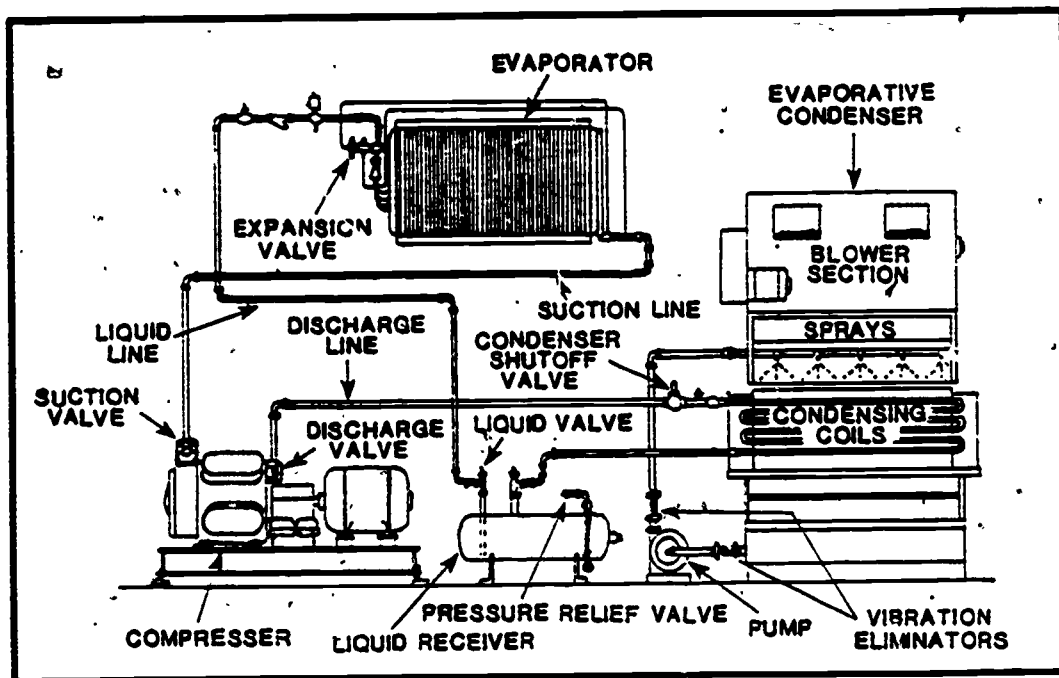 EVAPORATOR
EVAPORATIVE
CONDENSER
EXPANSION
VALVE
BLOWER
SECTION
SUCTION LINE
LIQUID
LINE
DISCHARGE
LINE
CONDENSER
SHUTOFF
VALVE
SPRAYS
SUCTION
VALVE
DISCHARGE
VALVE
LIQUID VALVE
CONDENSING
COILS
COMPRESSER
LIQUID RECEIVER
PRESSURE RELIEF VALVE
PUMP
VIBRATION
ELIMINATORS